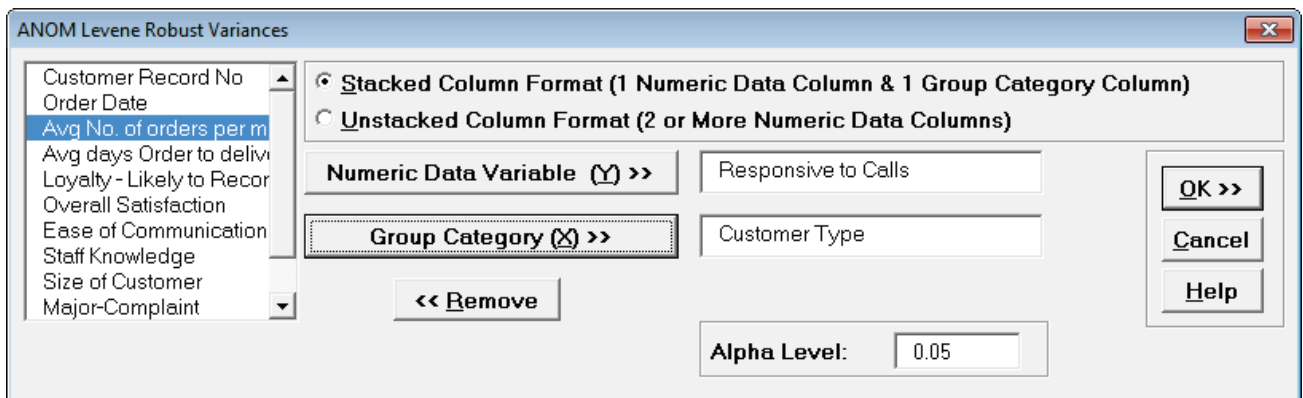 ANOM Levene Robust Variances
Customer Record No
Order Date
Avg No. of orders per m
Avg days Order to deliv
Loyalty - Likely to Recor
Overall Satisfaction
Ease of Communication
Staff Knowledge
Size of Customer
Major-Complaint
Stacked Column Format (1 Numeric Data Column & 1 Group Category Column)
Unstacked Column Format (2 or More Numeric Data Columns)
Numeric Data Variable (Y) >> Responsive to Calls
Group Category (X) >> Customer Type
<< Remove
Alpha Level: 0.05
OK >>
Cancel
Help